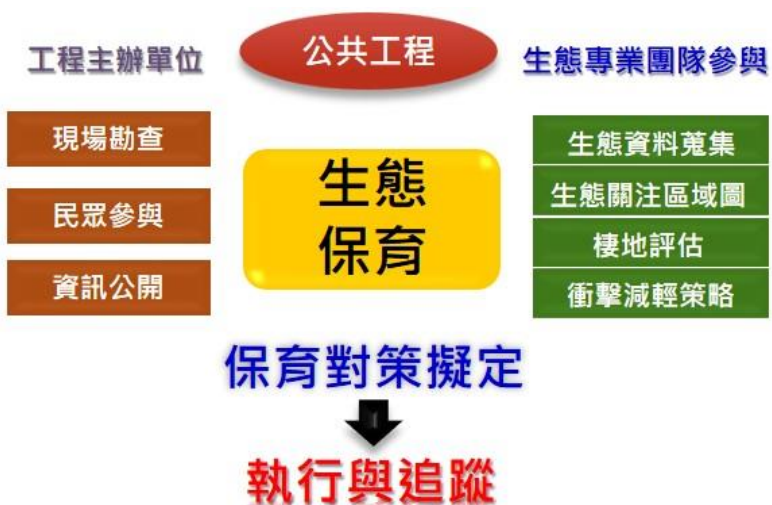 公共工程
工程主辦單位
現場勘查
民眾參與
資訊公開
生態
保育
生態專業團隊參與
生態資料蒐集
生態關注區域圖
棲地評估
衝擊減輕策略
保育對策擬定
執行與追蹤